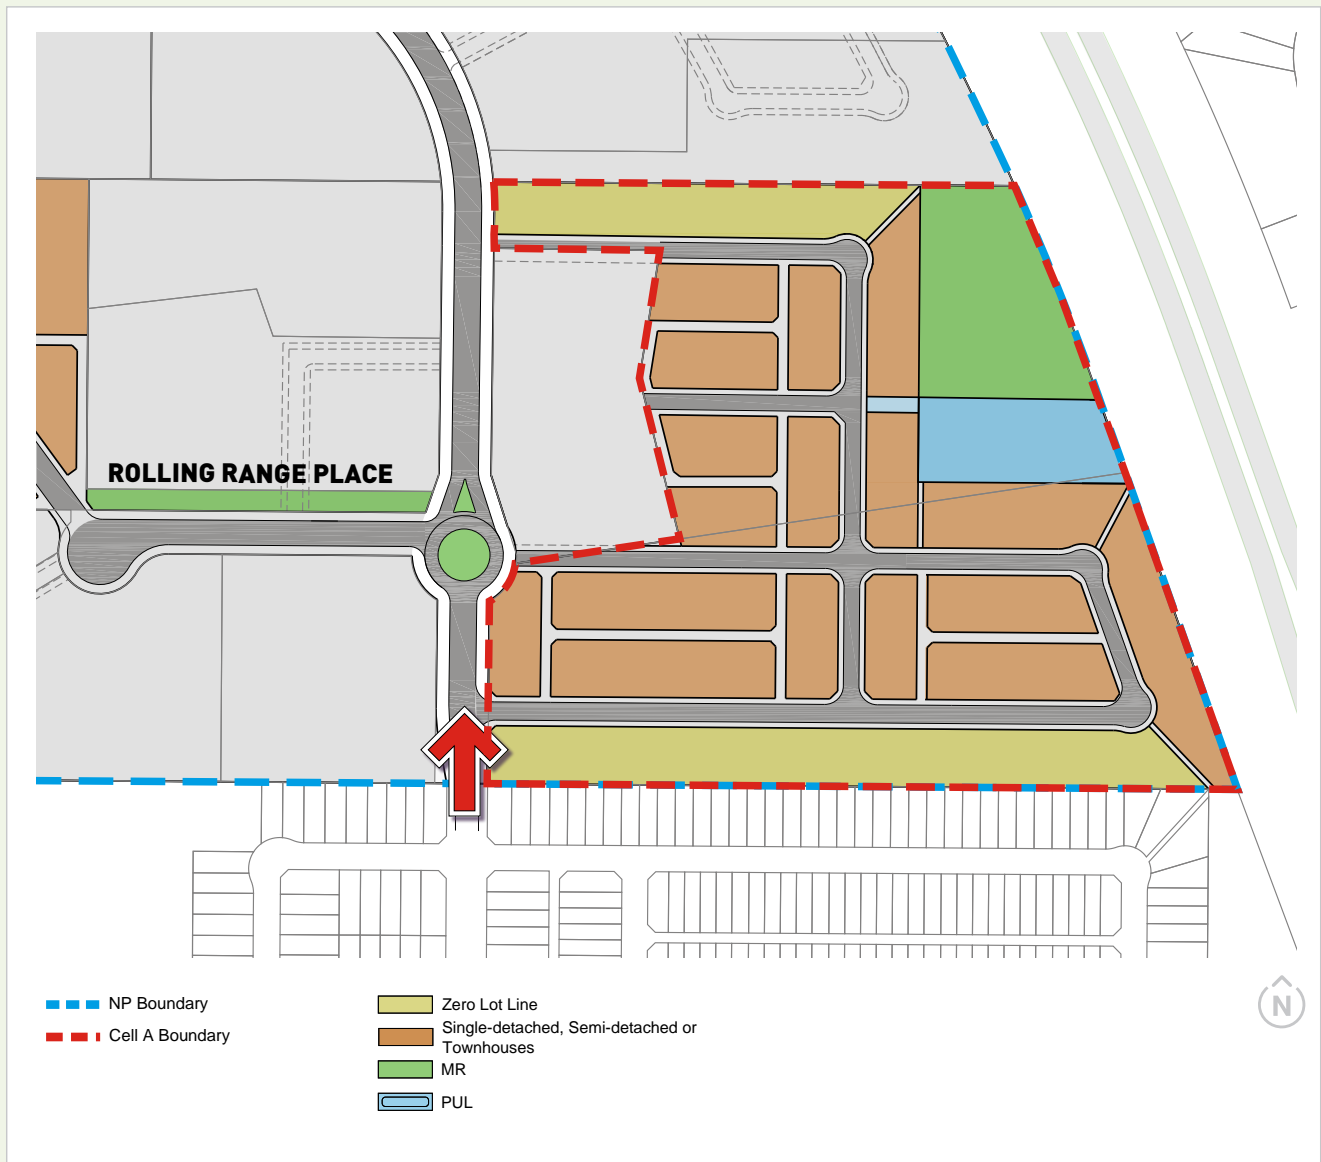 ROLLING RANGE PLACE
NP Boundary
Cell A Boundary
Zero Lot Line
Single-detached, Semi-detached or
Townhouses
MR
PUL
N